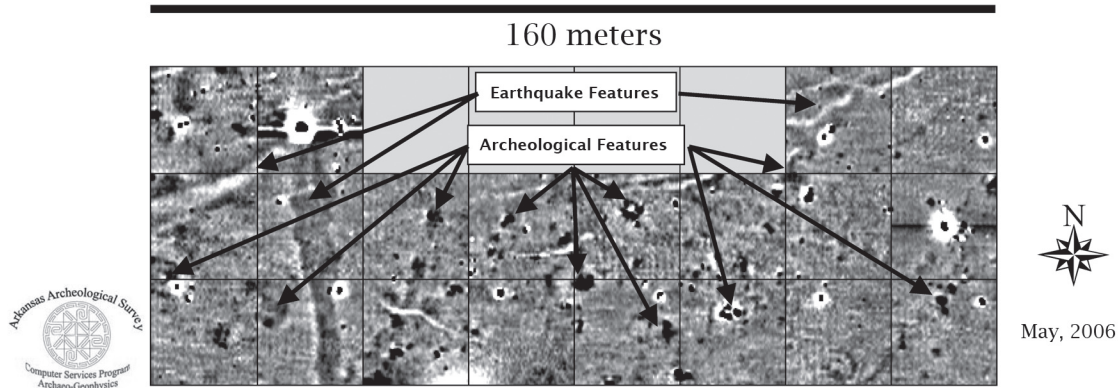 160 meters
Earthquake Features
Archeological Features
N
May, 2006
Arkansas Archeological Survey
Computer Services Program
Archaeo-Geophysics